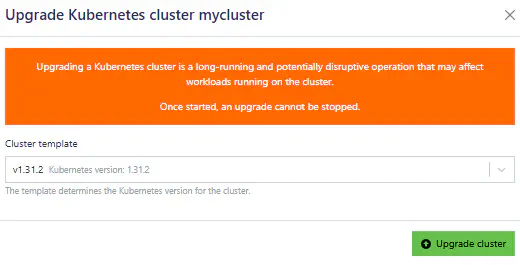 Upgrade Kubernetes cluster mycluster
Upgrading a Kubernetes cluster is a long-running and potentially disruptive operation that may affect
workloads running on the cluster.
Once started, an upgrade cannot be stopped.
Cluster template
v1.31.2 Kubernetes version: 1.31.2
The template determines the Kubernetes version for the cluster.
Upgrade cluster